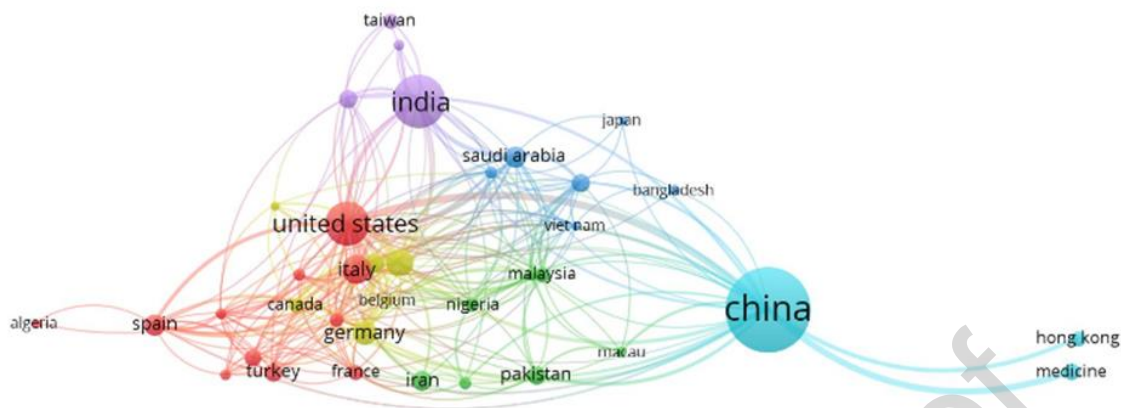 taiwan
india
japan
saudi arabia
bangladesh
united states
viet nam
italy
malaysia
canada
belgium
nigeria
china
algeria
spain
germany
hong kong
macau
turkey
france
iran
pakistan
medicine
of